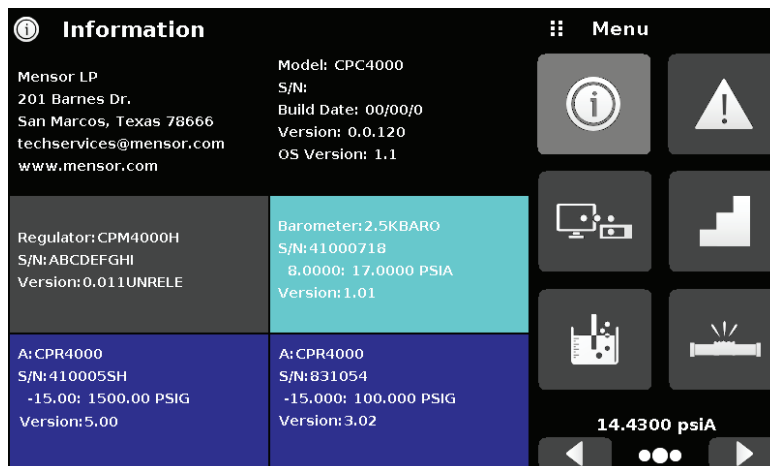 Information
Menu
Mensor LP
201 Barnes Dr.
San Marcos, Texas 78666
techservices@mensor.com
www.mensor.com
Model: CPC4000
S/N:
Build Date: 00/00/0
Version: 0.0.120
OS Version: 1.1
Regulator:CPM4000H
S/N:ABCDEFGHI
Version:0.011UNRELE
Barometer:2.5KBARO
S/N:41000718
8.0000: 17.0000 PSIA
Version:1.01
A:CPR4000
S/N:410005SH
-15.00: 1500.00 PSIG
Version:5.00
A:CPR4000
S/N:831054
-15.000: 100.000 PSIG
Version:3.02
14.4300 psiA